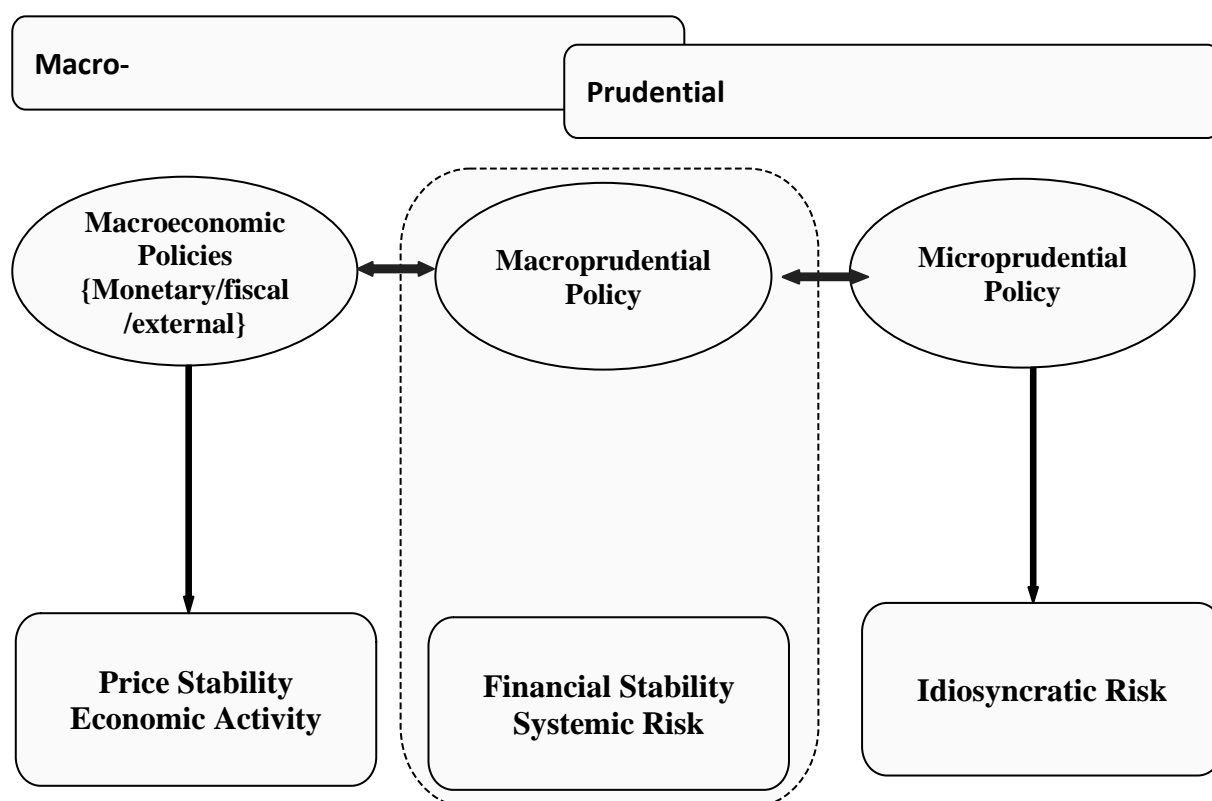 Macro-
Prudential
Macroeconomic
Policies
{Monetary/fiscal
/external}
Macroprudential
Policy
Microprudential
Policy
Price Stability
Economic Activity
Financial Stability
Systemic Risk
Idiosyncratic Risk